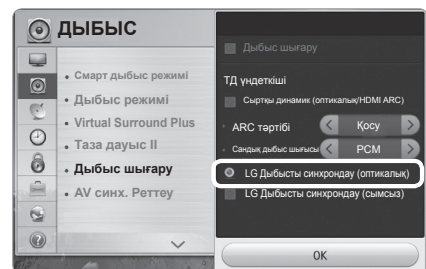 ДЫБЫС
• Смарт дыбыс режимі
• Дыбыс режимі
• Virtual Surround Plus
• Таза дауыс II
• Дыбыс шығару
• AV синх. Реттеу
Дыбыс шығару
ТД үндеткіші
Сыртқы динамик (оптикалық/HDMI ARC)
• ARC тәртібі < Қосу >
• Сандық дыбыс шығысы < PCM >
LG Дыбысты синхрондау (оптикалық)
LG Дыбысты синхрондау (сымсыз)
OK